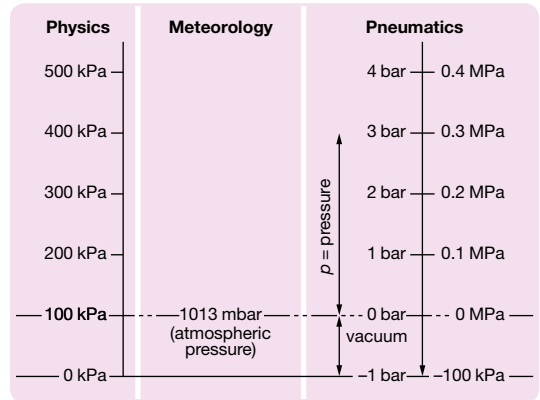 Physics Meteorology Pneumatics
500 kPa 4 bar 0.4 MPa
400 kPa 3 bar 0.3 MPa
p = pressure
300 kPa 2 bar 0.2 MPa
200 kPa 1 bar 0.1 MPa
100 kPa 1013 mbar 0 bar 0 MPa
(atmospheric
pressure)
vacuum
0 kPa –1 bar –100 kPa